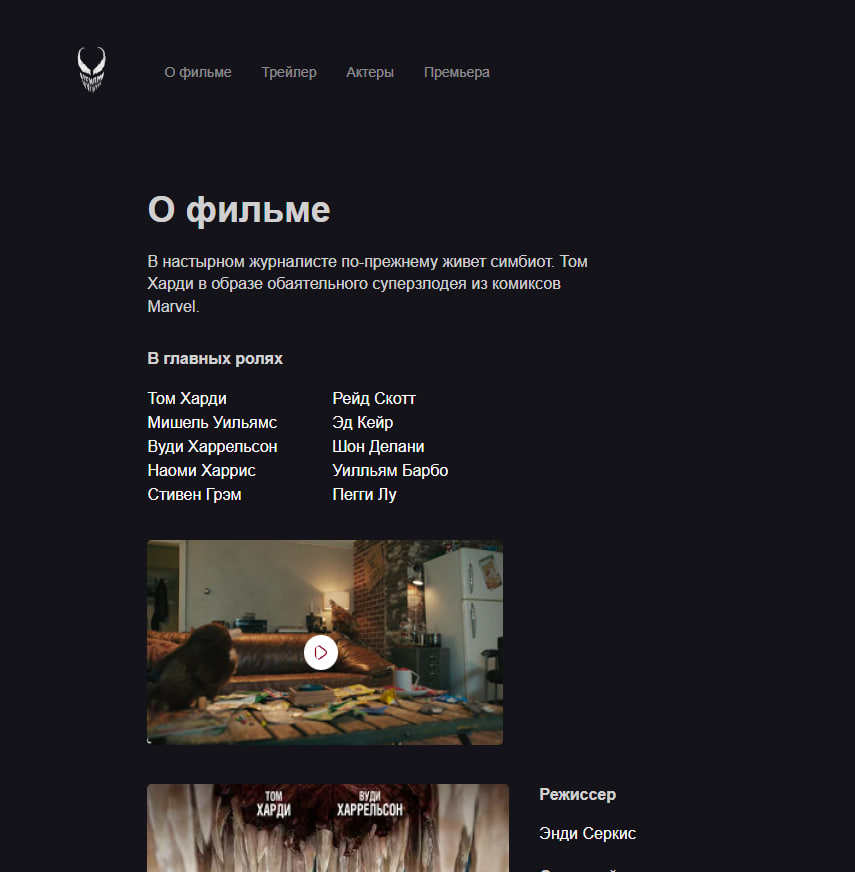 О фильме
Трейлер
Актеры
Премьера
О фильме
В настырном журналисте по-прежнему живет симбиот. Том
Харди в образе обаятельного суперзлодея из комиксов
Marvel.
В главных ролях
Том Харди
Мишель Уильямс
Вуди Харрельсон
Наоми Харрис
Стивен Грэм
Рейд Скотт
Эд Кейр
Шон Делани
Уилльям Барбо
Пегги Лу
ТОМ
ХАРДИ
ВУДИ
ХАРРЕЛЬСОН
Режиссер
Энди Серкис